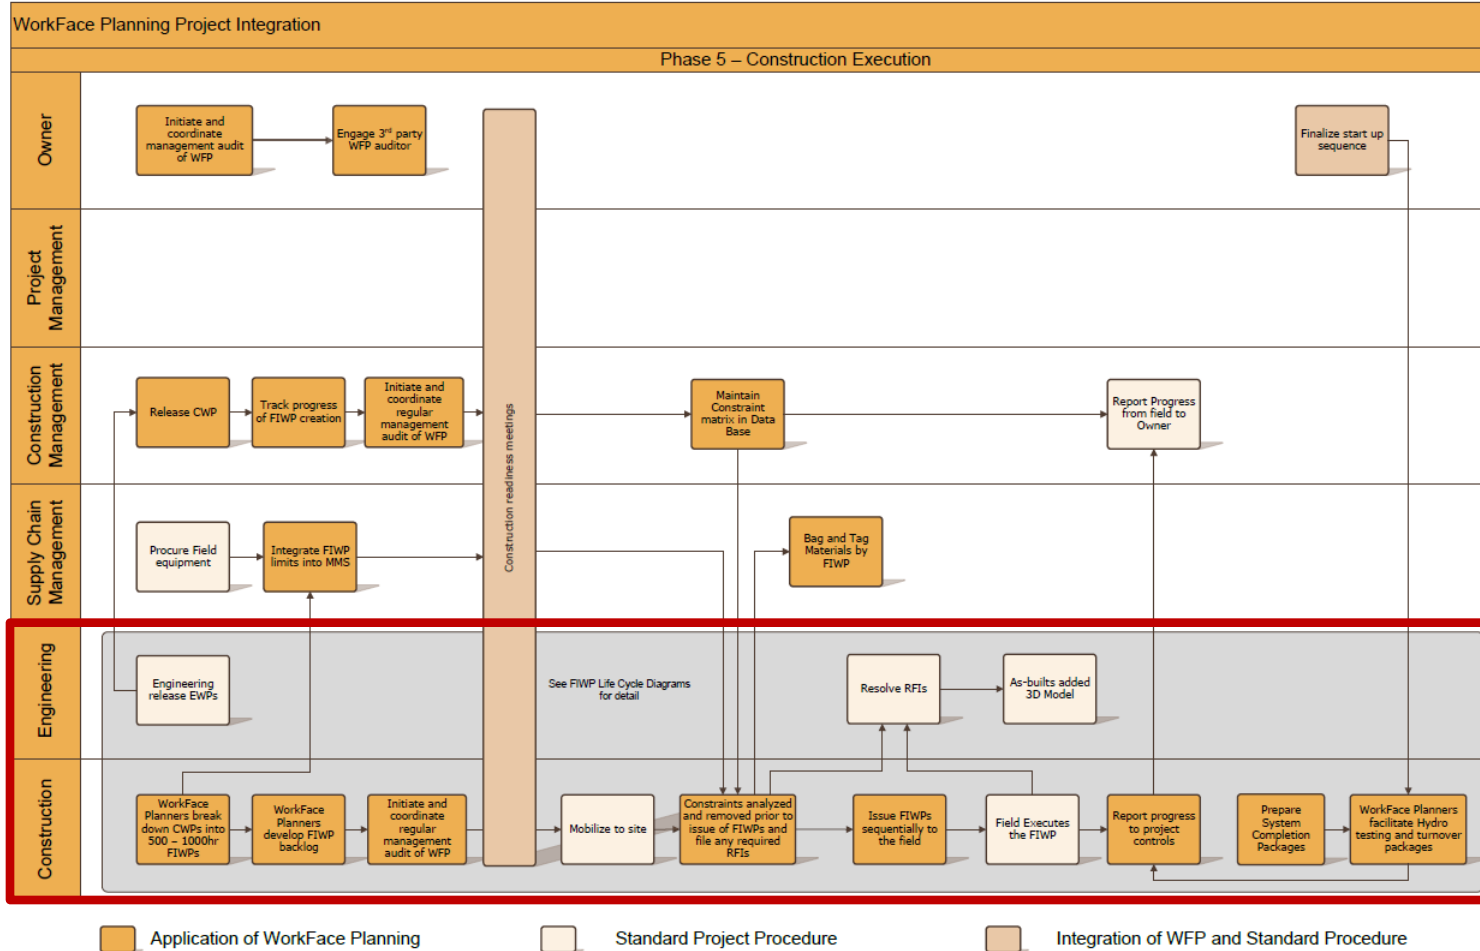 WorkFace Planning Project Integration
Phase 5 – Construction Execution
Owner
Initiate and
coordinate
management audit
of WFP
Engage 3rd party
WFP auditor
Finalize start up
sequence
Project
Management
Construction
Management
Release CWP
Track progress
of FIWP creation
Initiate and
coordinate
regular
management
audit of WFP
Construction readiness meetings
Maintain
Constraint
matrix in Data
Base
Report Progress
from field to
Owner
Supply Chain
Management
Procure Field
equipment
Integrate FIWP
limits into MMS
Bag and Tag
Materials by
FIWP
Engineering
Engineering
release EWPs
See FIWP Life Cycle Diagrams
for detail
Resolve RFIs
As-builts added
3D Model
Construction
WorkFace
Planners break
down CWPs into
500 – 1000hr
FIWPs
WorkFace
Planners
develop FIWP
backlog
Initiate and
coordinate
regular
management
audit of WFP
Mobilize to site
Constraints analyzed
and removed prior to
issue of FIWPs and
file any required
RFIs
Issue FIWPs
sequentially to
the field
Field Executes
the FIWP
Report progress
to project
controls
Prepare
System
Completion
Packages
WorkFace Planners
facilitate Hydro
testing and turnover
packages
Application of WorkFace Planning
Standard Project Procedure
Integration of WFP and Standard Procedure